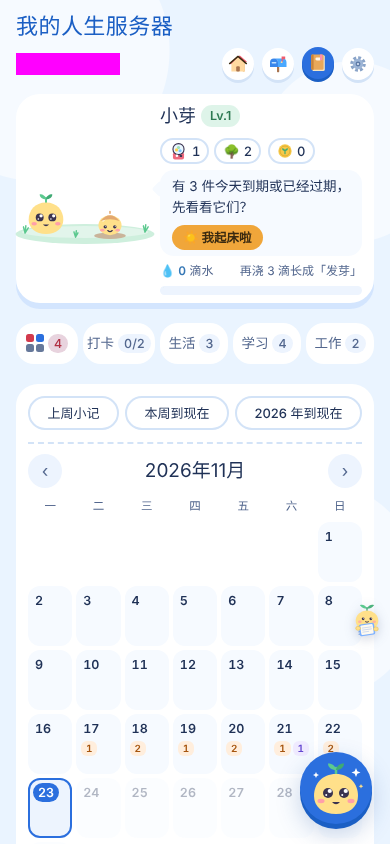 我的人生服务器
小芽 Lv.1
1 2 0
有 3 件今天到期或已经过期，
先看看它们？
我起床啦
0 滴水 再浇 3 滴长成「发芽」
4 打卡 0/2 生活 3 学习 4 工作 2
上周小记 本周到现在 2026 年到现在
‹ 2026年11月 ›
一 二 三 四 五 六 日
1
2 3 4 5 6 7 8
9 10 11 12 13 14 15
16 17 18 19 20 21 22
1 2 1 2 1 1 2
23 24 25 26 27 28